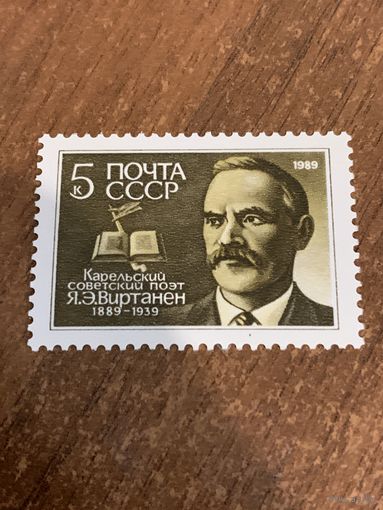 5 к ПОЧТА
СССР
1989
Карельский
советский поэт
Я.Э.Виртанен
1889-1939